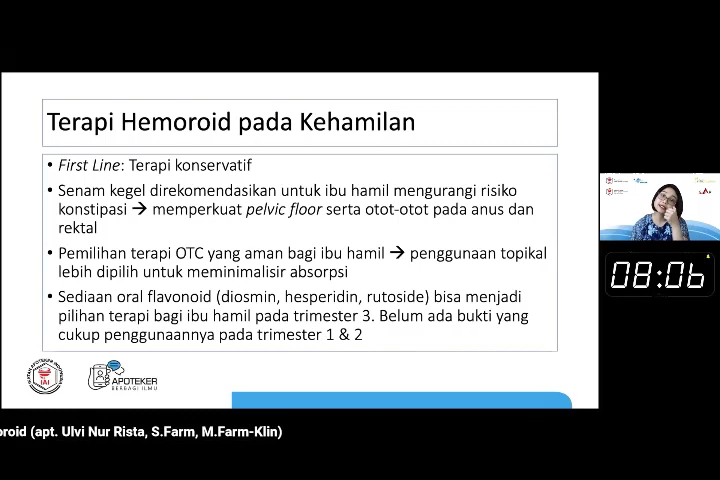 Terapi Hemoroid pada Kehamilan
• First Line: Terapi konservatif
• Senam kegel direkomendasikan untuk ibu hamil mengurangi risiko
konstipasi → memperkuat pelvic floor serta otot-otot pada anus dan
rektal
• Pemilihan terapi OTC yang aman bagi ibu hamil → penggunaan topikal
lebih dipilih untuk meminimalisir absorpsi
• Sediaan oral flavonoid (diosmin, hesperidin, rutoside) bisa menjadi
pilihan terapi bagi ibu hamil pada trimester 3. Belum ada bukti yang
cukup penggunaannya pada trimester 1 & 2
08:06
IAI
APOTEKER
BERBAGI ILMU
oroid (apt. Ulvi Nur Rista, S.Farm, M.Farm-Klin)